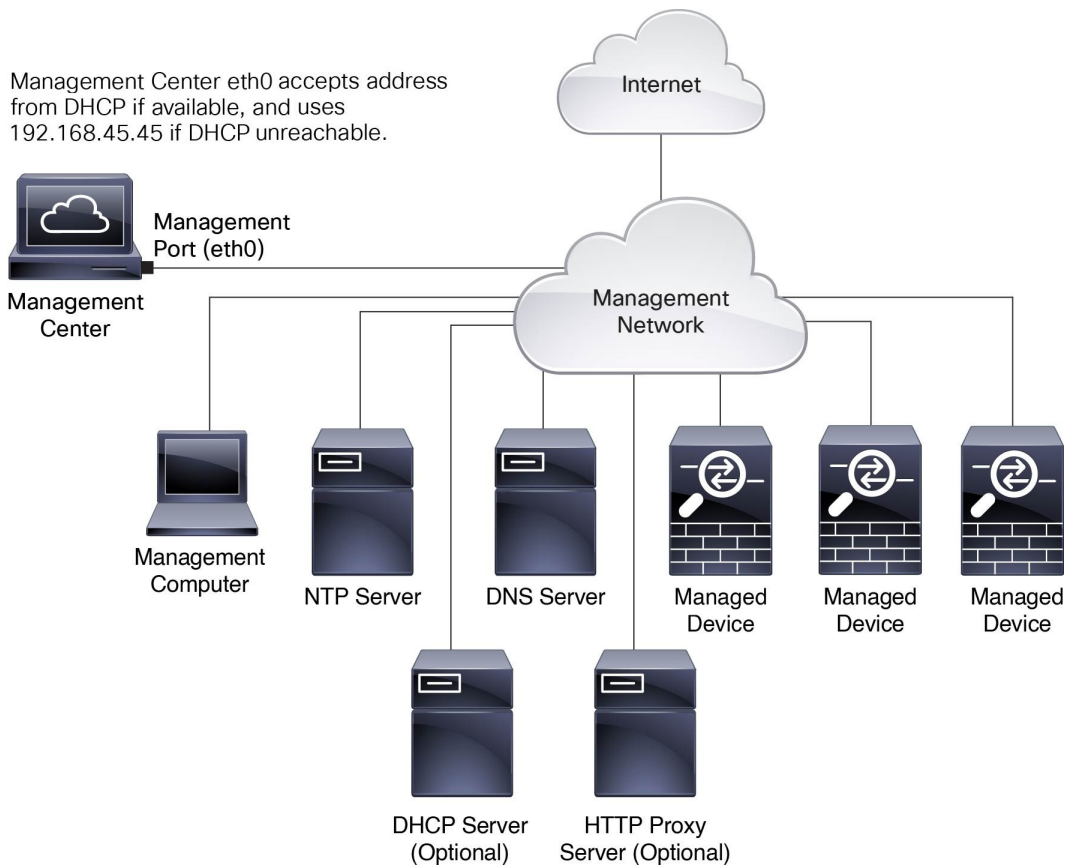 Management Center eth0 accepts address
from DHCP if available, and uses
192.168.45.45 if DHCP unreachable.
Internet
Management
Port (eth0)
Management
Center
Management
Network
Management
Computer
NTP Server
DNS Server
Managed
Device
Managed
Device
Managed
Device
DHCP Server
(Optional)
HTTP Proxy
Server (Optional)